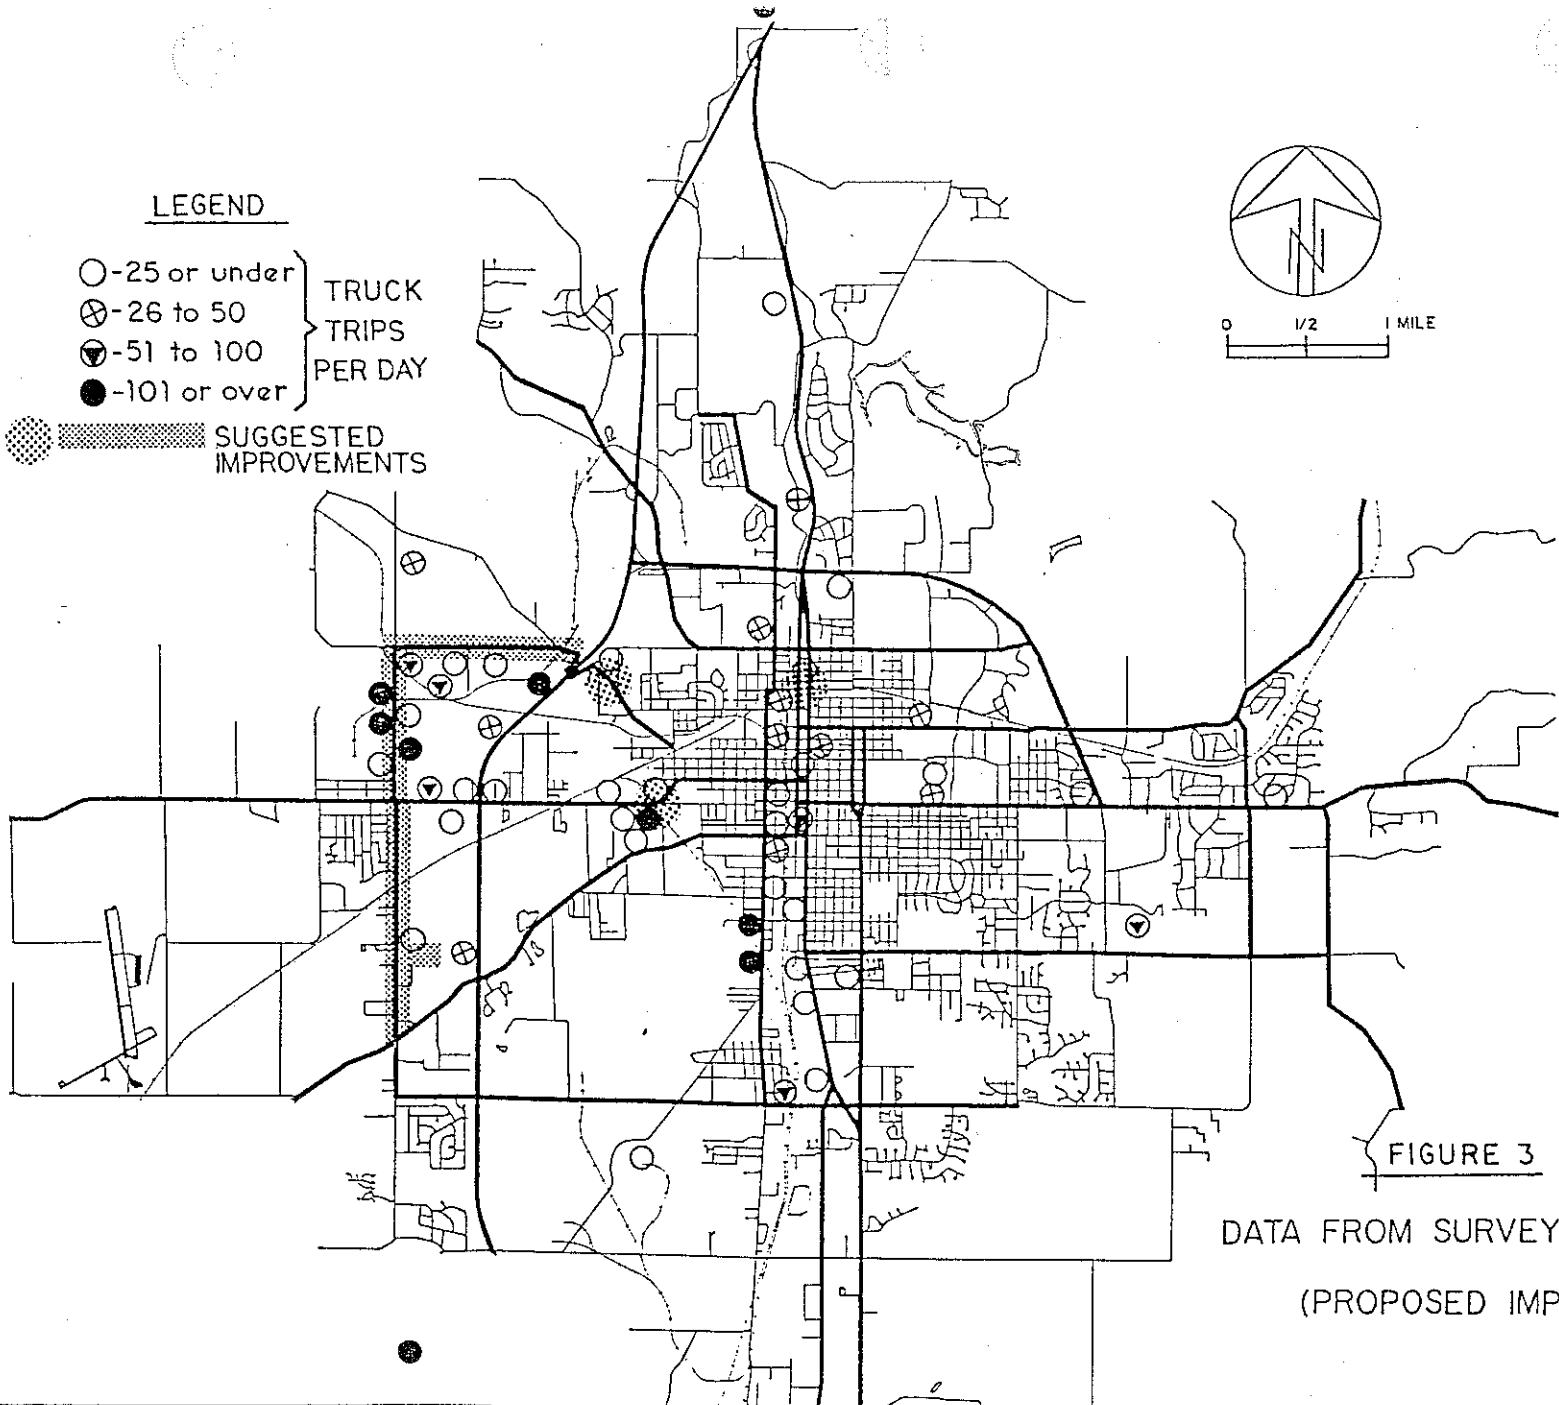 LEGEND
-25 or under
-26 to 50
-51 to 100
-101 or over
TRUCK
TRIPS
PER DAY
SUGGESTED
IMPROVEMENTS
N
0 1/2 1 MILE
FIGURE 3
DATA FROM SURVEY
(PROPOSED IMP